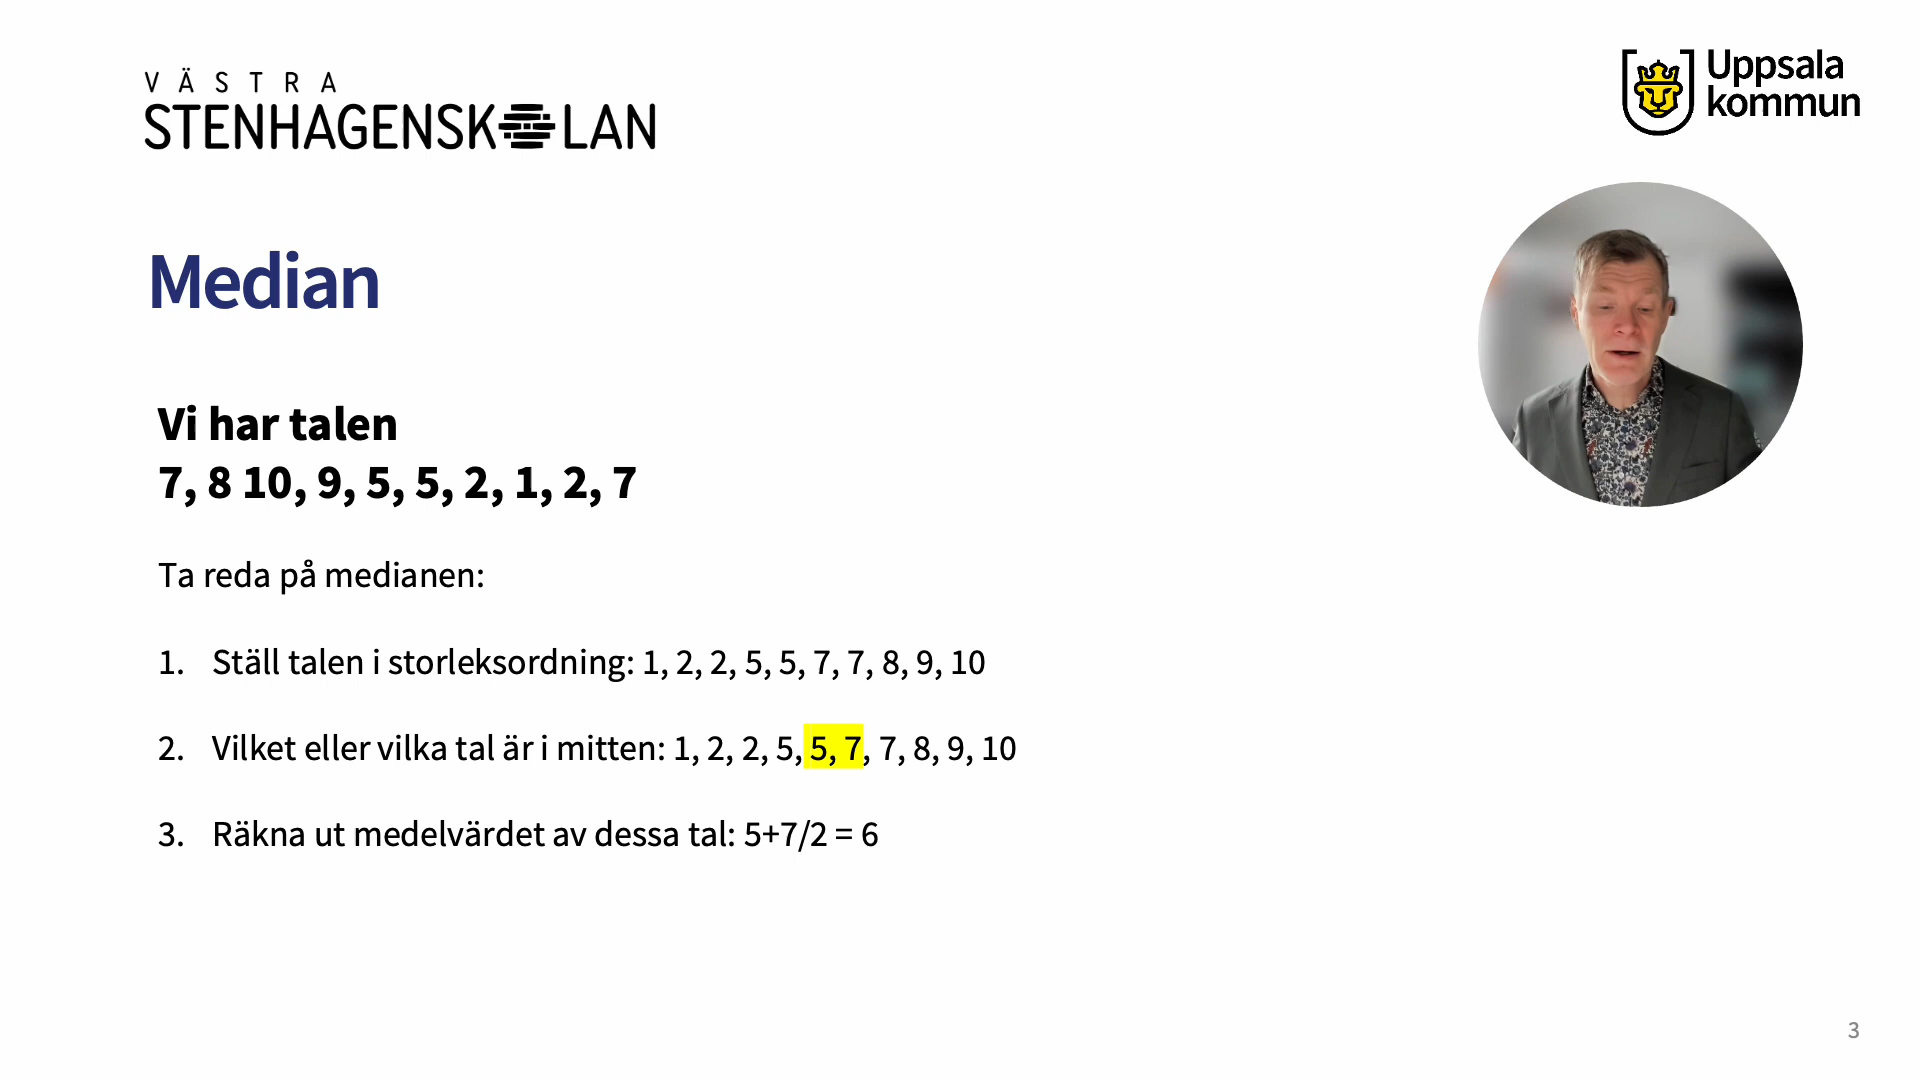 VÄSTRA
STENHAGENSKOLAN
Uppsala
kommun
Median
Vi har talen
7, 8 10, 9, 5, 5, 2, 1, 2, 7
Ta reda på medianen:
1. Ställ talen i storleksordning: 1, 2, 2, 5, 5, 7, 7, 8, 9, 10
2. Vilket eller vilka tal är i mitten: 1, 2, 2, 5, 5, 7, 7, 8, 9, 10
3. Räkna ut medelvärdet av dessa tal: 5+7/2 = 6
3